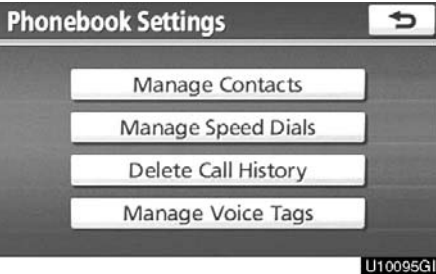 Phonebook Settings
Manage Contacts
Manage Speed Dials
Delete Call History
Manage Voice Tags
U10095GI